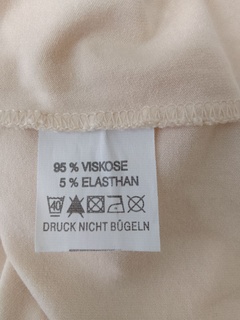 95 % VISKOSE
5 % ELASTHAN
40
DRUCK NICHT BÜGELN